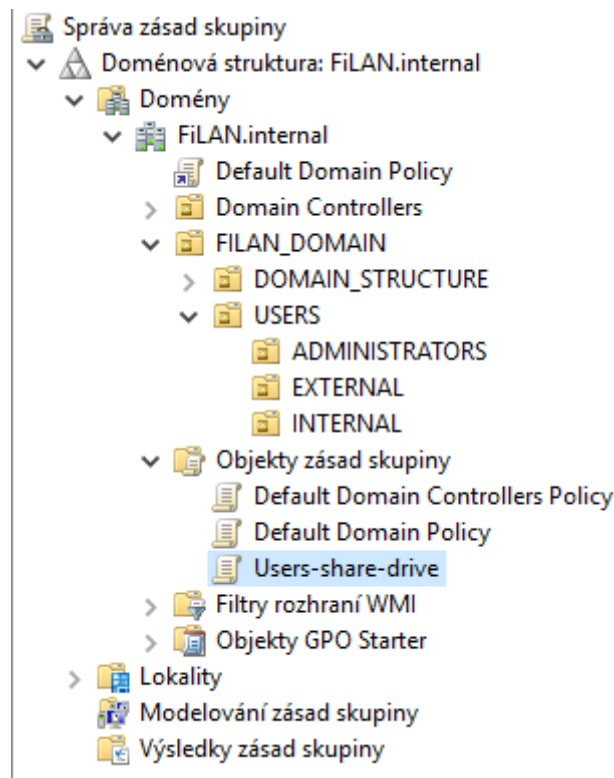 Správa zásad skupiny
Doménová struktura: FiLAN.internal
Domény
FiLAN.internal
Default Domain Policy
Domain Controllers
FILAN_DOMAIN
DOMAIN_STRUCTURE
USERS
ADMINISTRATORS
EXTERNAL
INTERNAL
Objekty zásad skupiny
Default Domain Controllers Policy
Default Domain Policy
Users-share-drive
Filtry rozhraní WMI
Objekty GPO Starter
Lokality
Modelování zásad skupiny
Výsledky zásad skupiny